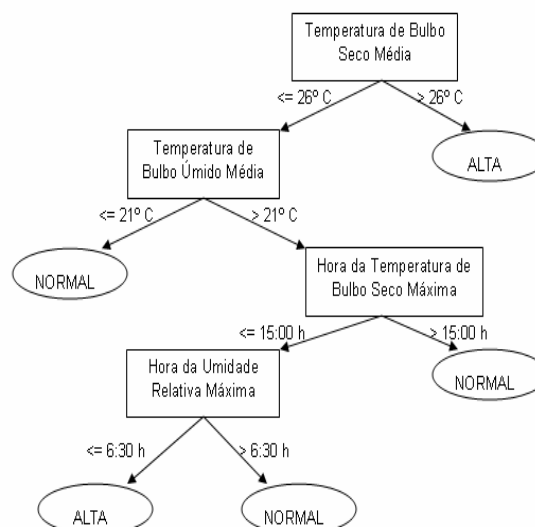 Temperatura de Bulbo
Seco Média
<= 26º C
> 26º C
Temperatura de
Bulbo Úmido Média
ALTA
<= 21º C
> 21º C
NORMAL
Hora da Temperatura de
Bulbo Seco Máxima
<= 15:00 h
> 15:00 h
Hora da Umidade
Relativa Máxima
NORMAL
<= 6:30 h
> 6:30 h
ALTA
NORMAL